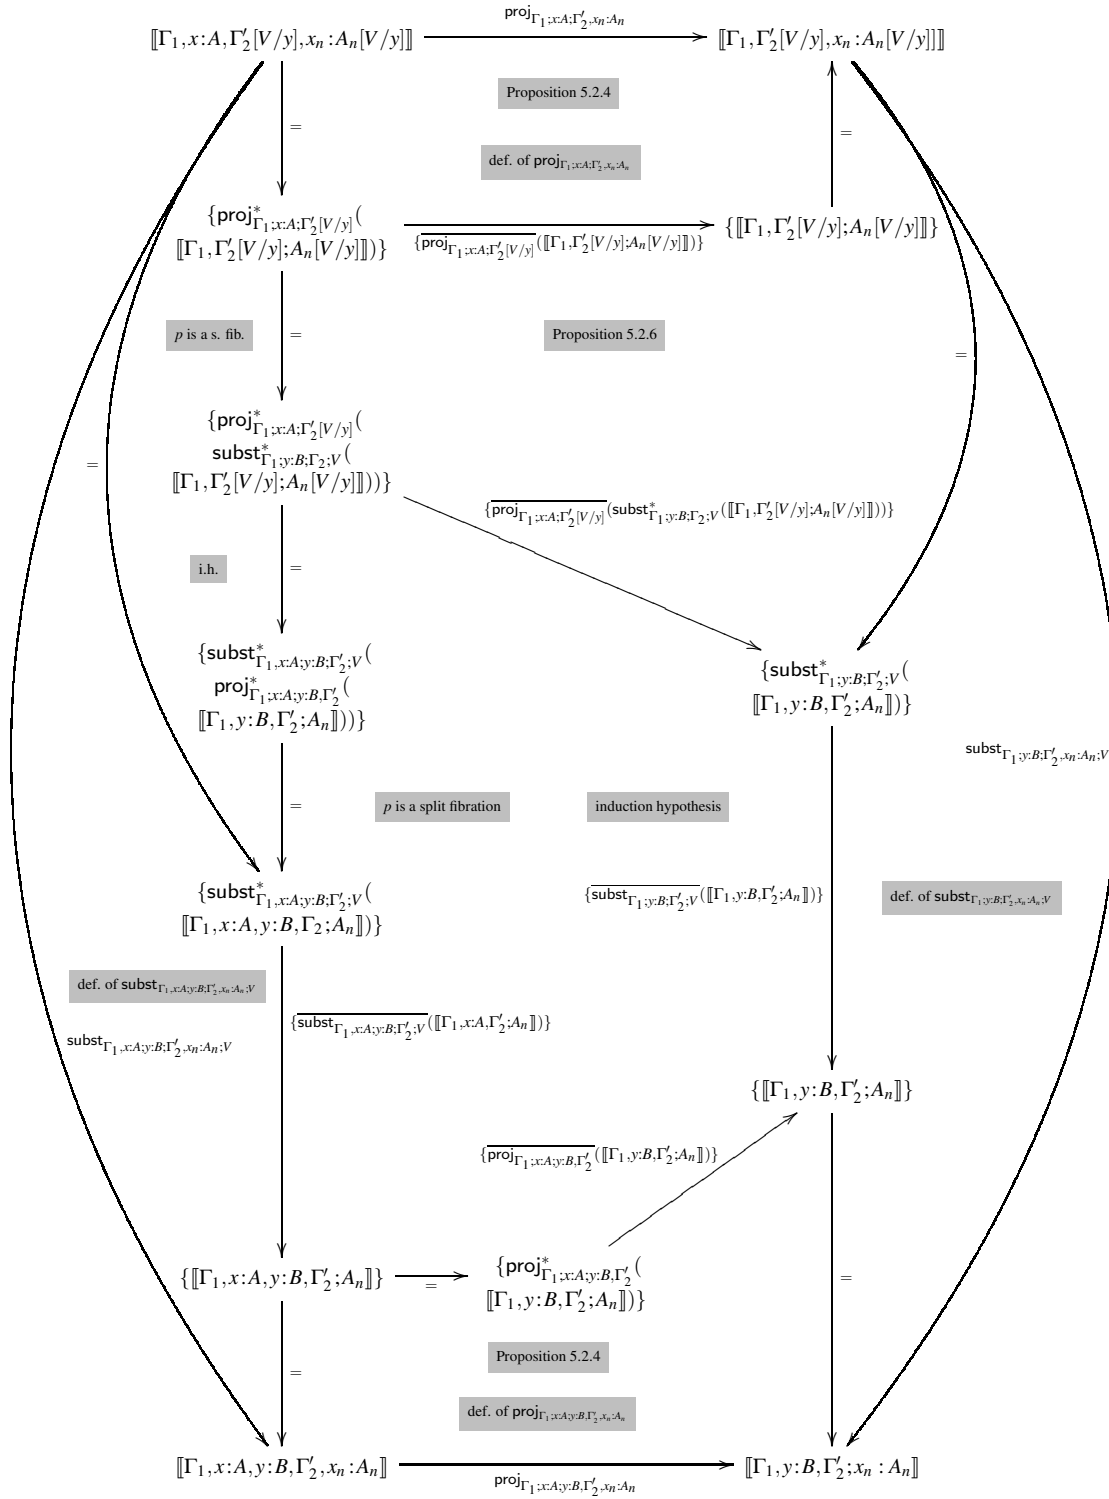 proj_{Γ₁;x:A;Γ′₂,xₙ:Aₙ}
⟦Γ₁,x:A,Γ′₂[V/y],xₙ:Aₙ[V/y]⟧
⟦Γ₁,Γ′₂[V/y],xₙ:Aₙ[V/y]]⟧
Proposition 5.2.4
=
=
def. of proj_{Γ₁;x:A;Γ′₂,xₙ:Aₙ}
{proj*_{Γ₁;x:A;Γ′₂[V/y]}(
⟦Γ₁,Γ′₂[V/y];Aₙ[V/y]⟧)}
{\overline{proj_{Γ₁;x:A;Γ′₂[V/y]}}(⟦Γ₁,Γ′₂[V/y];Aₙ[V/y]⟧)}
{⟦Γ₁,Γ′₂[V/y];Aₙ[V/y]⟧}
p is a s. fib.
=
Proposition 5.2.6
=
{proj*_{Γ₁;x:A;Γ′₂[V/y]}(
subst*_{Γ₁;y:B;Γ₂;V}(
⟦Γ₁,Γ′₂[V/y];Aₙ[V/y]⟧))}
=
{\overline{proj_{Γ₁;x:A;Γ′₂[V/y]}}(subst*_{Γ₁;y:B;Γ₂;V}(⟦Γ₁,Γ′₂[V/y];Aₙ[V/y]⟧))}
i.h.
=
{subst*_{Γ₁,x:A;y:B;Γ′₂;V}(
proj*_{Γ₁;x:A;y:B,Γ′₂}(
⟦Γ₁,y:B,Γ′₂;Aₙ⟧))}
{subst*_{Γ₁;y:B;Γ′₂;V}(
⟦Γ₁,y:B,Γ′₂;Aₙ⟧)}
subst_{Γ₁;y:B;Γ′₂,xₙ:Aₙ;V}
=
p is a split fibration
induction hypothesis
{subst*_{Γ₁,x:A;y:B;Γ′₂;V}(
⟦Γ₁,x:A,y:B,Γ₂;Aₙ⟧)}
{\overline{subst_{Γ₁;y:B;Γ′₂;V}}(⟦Γ₁,y:B,Γ′₂;Aₙ⟧)}
def. of subst_{Γ₁;y:B;Γ′₂,xₙ:Aₙ;V}
def. of subst_{Γ₁,x:A;y:B;Γ′₂,xₙ:Aₙ;V}
{\overline{subst_{Γ₁,x:A;y:B;Γ′₂;V}}(⟦Γ₁,x:A,Γ′₂;Aₙ⟧)}
subst_{Γ₁,x:A;y:B;Γ′₂,xₙ:Aₙ;V}
{⟦Γ₁,y:B,Γ′₂;Aₙ⟧}
{\overline{proj_{Γ₁;x:A;y:B,Γ′₂}}(⟦Γ₁,y:B,Γ′₂;Aₙ⟧)}
{⟦Γ₁,x:A,y:B,Γ′₂;Aₙ⟧}
=
{proj*_{Γ₁;x:A;y:B,Γ′₂}(
⟦Γ₁,y:B,Γ′₂;Aₙ⟧)}
=
Proposition 5.2.4
=
def. of proj_{Γ₁;x:A;y:B,Γ′₂,xₙ:Aₙ}
⟦Γ₁,x:A,y:B,Γ′₂,xₙ:Aₙ⟧
proj_{Γ₁;x:A;y:B,Γ′₂,xₙ:Aₙ}
⟦Γ₁,y:B,Γ′₂;xₙ : Aₙ⟧